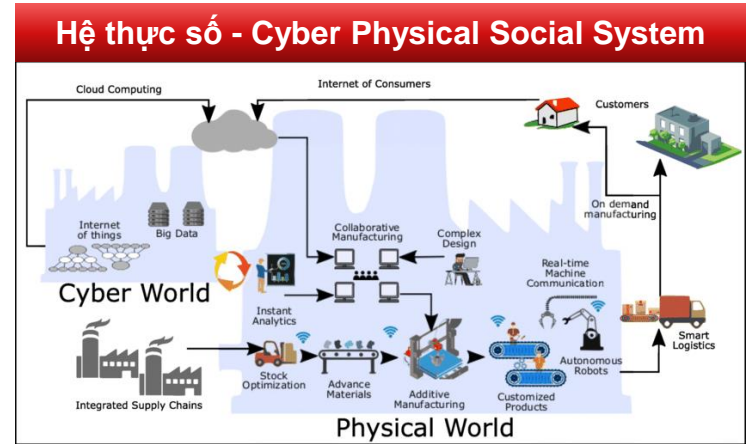 Hệ thực số - Cyber Physical Social System
Cloud Computing
Internet of Consumers
Customers
On demand
manufacturing
Internet
of things
Big Data
Collaborative
Manufacturing
Complex
Design
Real-time
Machine
Communication
Cyber World
Instant
Analytics
Smart
Logistics
Stock
Optimization
Advance
Materials
Additive
Manufacturing
Customized
Products
Autonomous
Robots
Integrated Supply Chains
Physical World